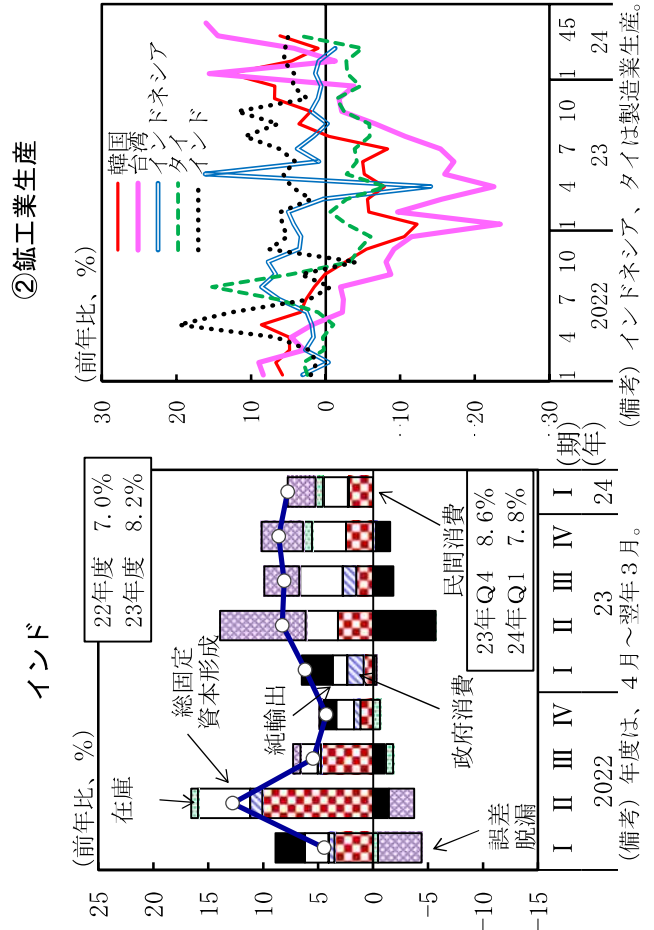 インド
(前年比、%)
22年度 7.0%
23年度 8.2%
在庫
総固定
資本形成
純輸出
政府消費
民間消費
誤差
脱漏
23年Q4 8.6%
24年Q1 7.8%
25
20
15
10
5
0
-5
-10
-15
I II III IV I II III IV I (期)
2022 23 24 (年)
(備考) 年度は、4月~翌年3月。
②鉱工業生産
(前年比、%)
韓国
台湾
インドネシア
タイ
インド
30
20
10
0
-10
-20
-30
1 4 7 10 1 4 7 10 1 45
2022 23 24
(備考) インドネシア、タイは製造業生産。